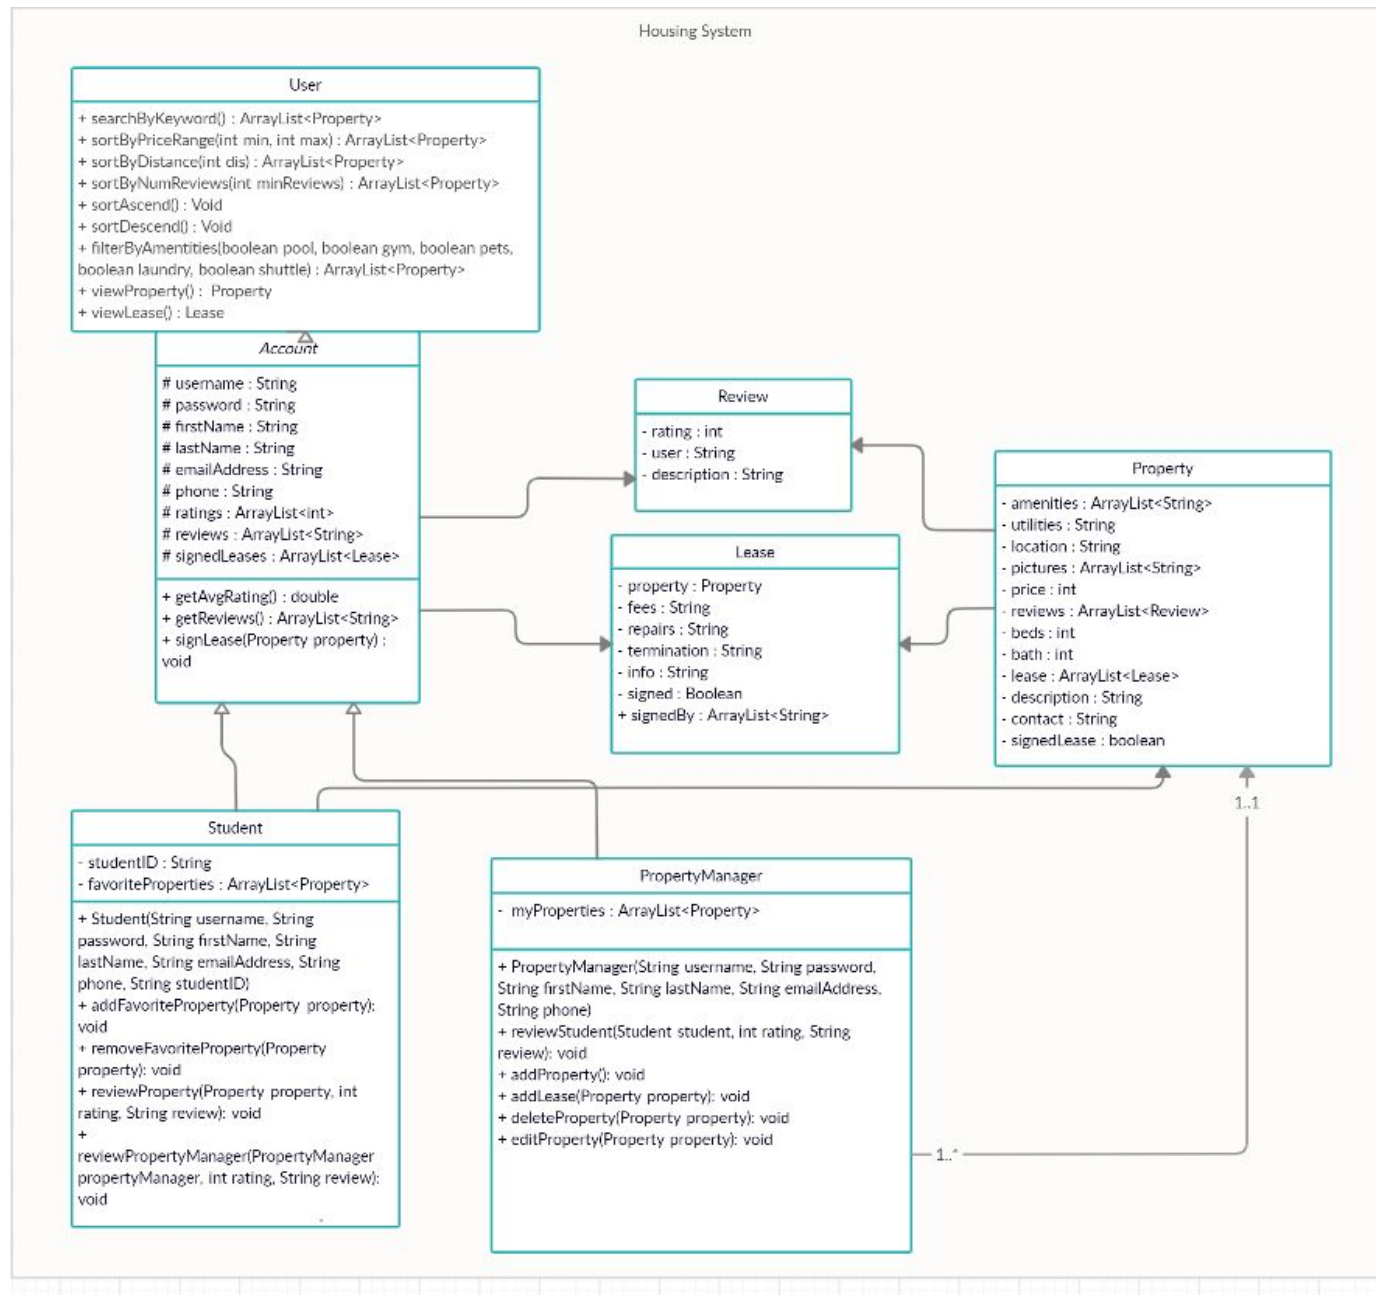 Housing System
User
+ searchByKeyword() : ArrayList<Property>
+ sortByPriceRange(int min, int max) : ArrayList<Property>
+ sortByDistance(int dis) : ArrayList<Property>
+ sortByNumReviews(int minReviews) : ArrayList<Property>
+ sortAscend() : Void
+ sortDescend() : Void
+ filterByAmentities(boolean pool, boolean gym, boolean pets,
boolean laundry, boolean shuttle) : ArrayList<Property>
+ viewProperty() : Property
+ viewLease() : Lease
Account
# username : String
# password : String
# firstName : String
# lastName : String
# emailAddress : String
# phone : String
# ratings : ArrayList<int>
# reviews : ArrayList<String>
# signedLeases : ArrayList<Lease>
+ getAvgRating() : double
+ getReviews() : ArrayList<String>
+ signLease(Property property) :
void
Review
- rating : int
- user : String
- description : String
Lease
- property : Property
- fees : String
- repairs : String
- termination : String
- info : String
- signed : Boolean
+ signedBy : ArrayList<String>
Property
- amenities : ArrayList<String>
- utilities : String
- location : String
- pictures : ArrayList<String>
- price : int
- reviews : ArrayList<Review>
- beds : int
- bath : int
- lease : ArrayList<Lease>
- description : String
- contact : String
- signedLease : boolean
1..1
Student
- studentID : String
- favoriteProperties : ArrayList<Property>
+ Student(String username, String
password, String firstName, String
lastName, String emailAddress, String
phone, String studentID)
+ addFavoriteProperty(Property property):
void
+ removeFavoriteProperty(Property
property): void
+ reviewProperty(Property property, int
rating, String review): void
+
reviewPropertyManager(PropertyManager
propertyManager, int rating, String review):
void
PropertyManager
- myProperties : ArrayList<Property>
+ PropertyManager(String username, String password,
String firstName, String lastName, String emailAddress,
String phone)
+ reviewStudent(Student student, int rating, String
review): void
+ addProperty(): void
+ addLease(Property property): void
+ deleteProperty(Property property): void
+ editProperty(Property property): void
1..*